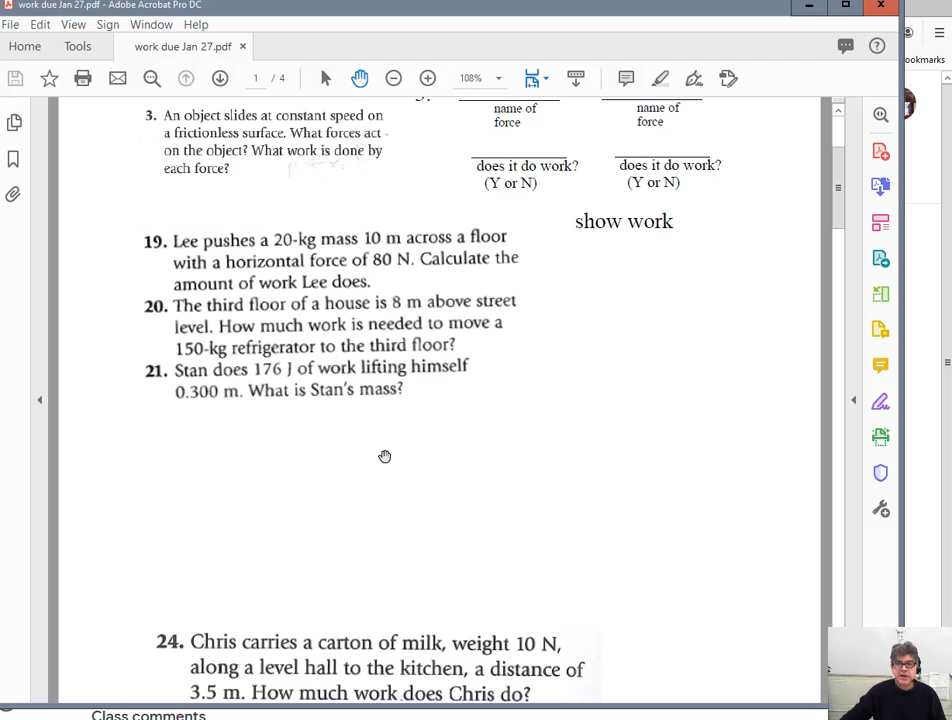 work due Jan 27.pdf - Adobe Acrobat Pro DC
File Edit View Sign Window Help
Home Tools work due Jan 27.pdf ×
1 / 4 108%
ookmarks
3. An object slides at constant speed on
a frictionless surface. What forces act
on the object? What work is done by
each force?
name of
force
name of
force
does it do work?
(Y or N)
does it do work?
(Y or N)
show work
19. Lee pushes a 20-kg mass 10 m across a floor
with a horizontal force of 80 N. Calculate the
amount of work Lee does.
20. The third floor of a house is 8 m above street
level. How much work is needed to move a
150-kg refrigerator to the third floor?
21. Stan does 176 J of work lifting himself
0.300 m. What is Stan's mass?
24. Chris carries a carton of milk, weight 10 N,
along a level hall to the kitchen, a distance of
3.5 m. How much work does Chris do?
Class comments